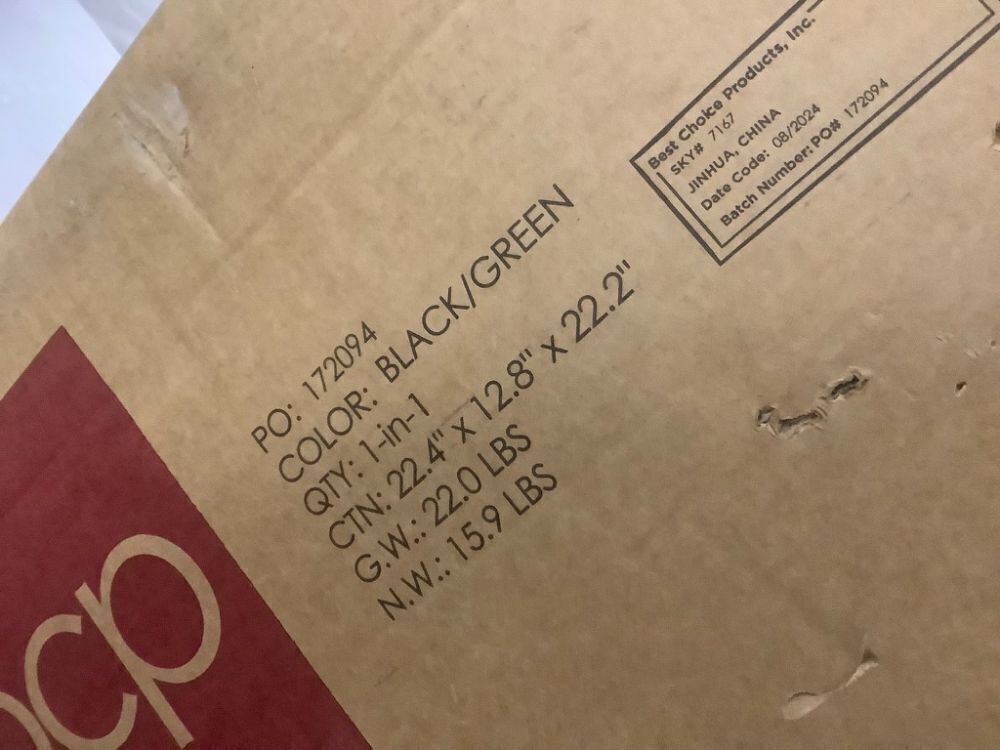 Best Choice Products, Inc.
SKY# 7167
JINHUA, CHINA
Date Code: 08/2024
Batch Number: PO# 172094
PO: 172094
COLOR: BLACK/GREEN
QTY: 1-in-1
CTN: 22.4" x 12.8" x 22.2"
G.W.: 22.0 LBS
N.W.: 15.9 LBS
cp